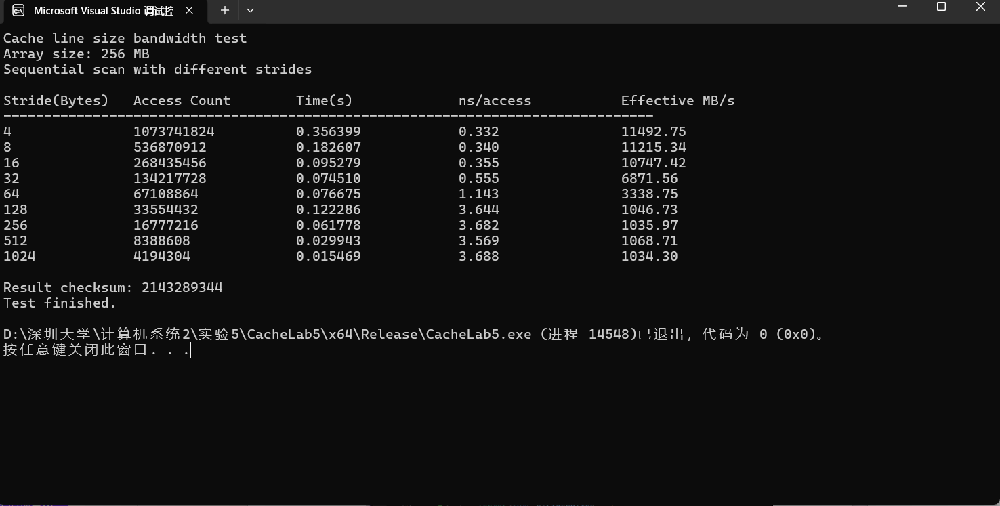 Microsoft Visual Studio 调试控
Cache line size bandwidth test
Array size: 256 MB
Sequential scan with different strides
Stride(Bytes) Access Count Time(s) ns/access Effective MB/s
--------------------------------------------------------------------------------
4 1073741824 0.356399 0.332 11492.75
8 536870912 0.182607 0.340 11215.34
16 268435456 0.095279 0.355 10747.42
32 134217728 0.074510 0.555 6871.56
64 67108864 0.076675 1.143 3338.75
128 33554432 0.122286 3.644 1046.73
256 16777216 0.061778 3.682 1035.97
512 8388608 0.029943 3.569 1068.71
1024 4194304 0.015469 3.688 1034.30
Result checksum: 2143289344
Test finished.
D:\深圳大学\计算机系统2\实验5\CacheLab5\x64\Release\CacheLab5.exe (进程 14548)已退出，代码为 0 (0x0)。
按任意键关闭此窗口. . .